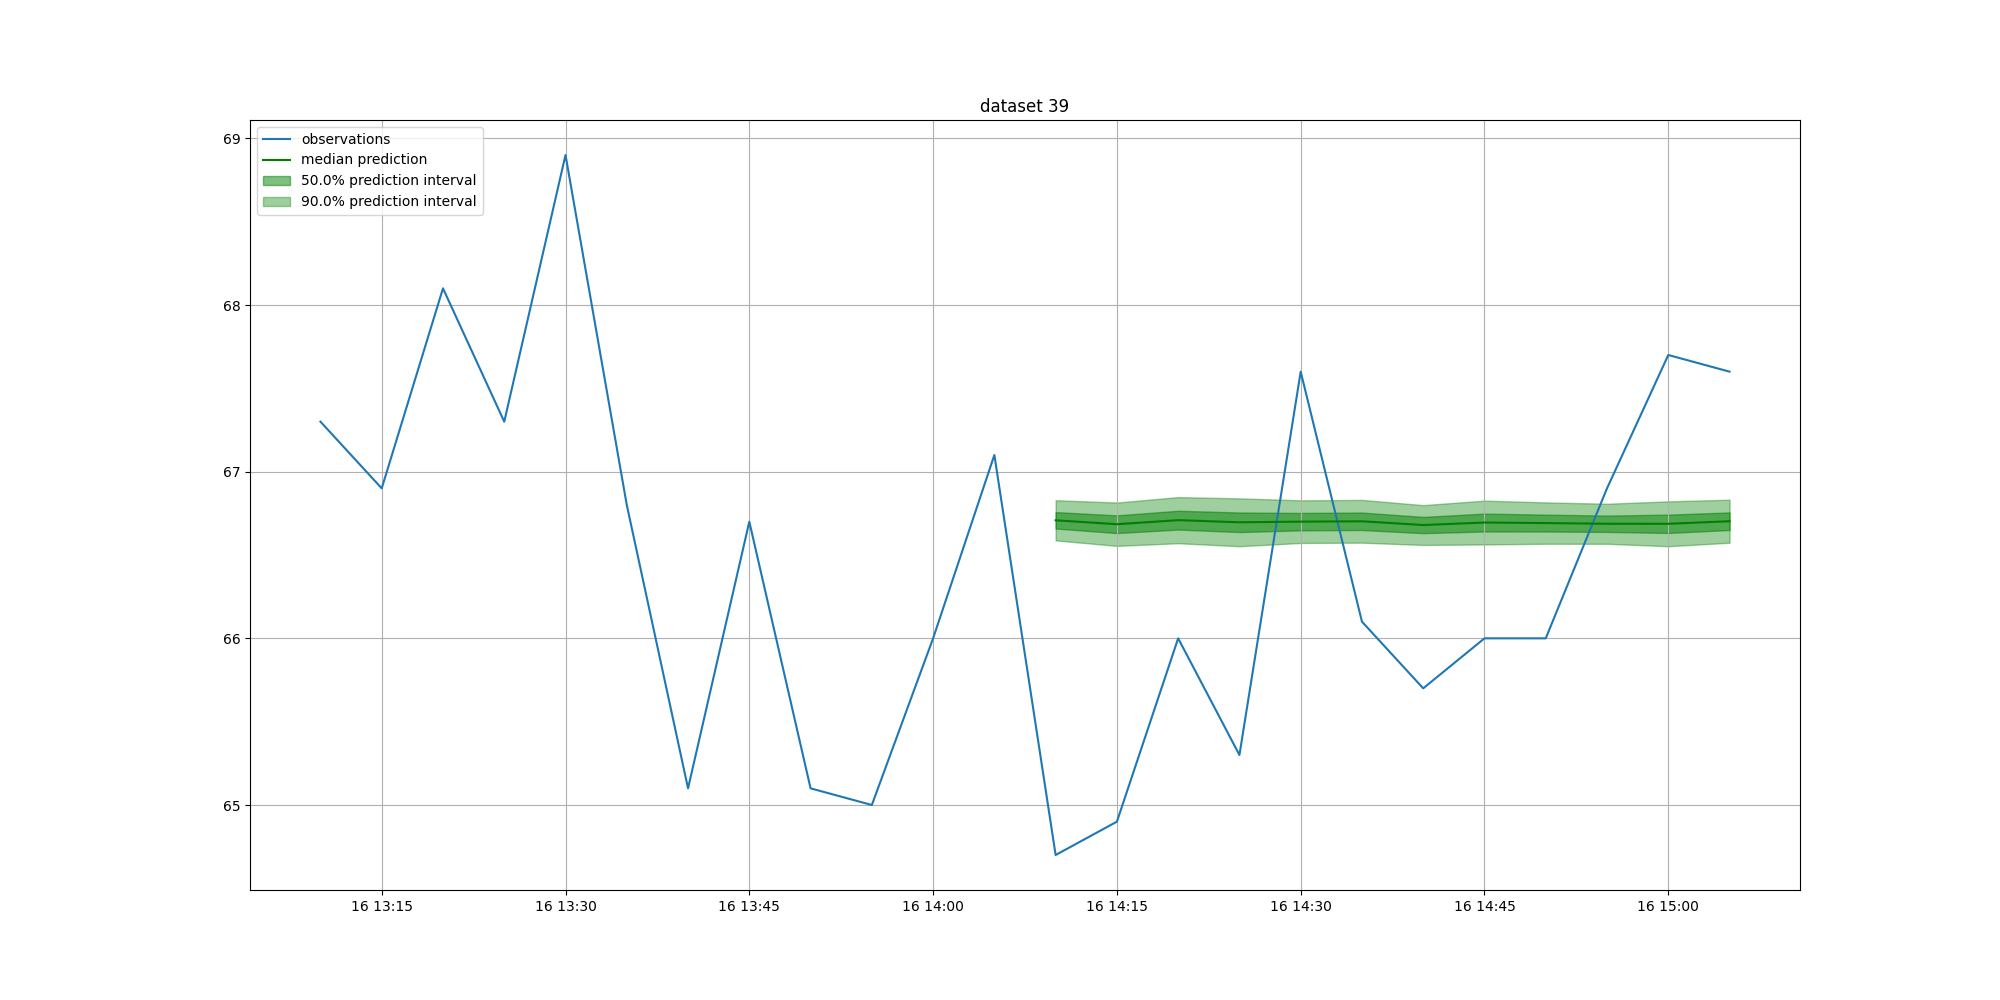 dataset 39
observations
median prediction
50.0% prediction interval
90.0% prediction interval
69
68
67
66
65
16 13:15
16 13:30
16 13:45
16 14:00
16 14:15
16 14:30
16 14:45
16 15:00